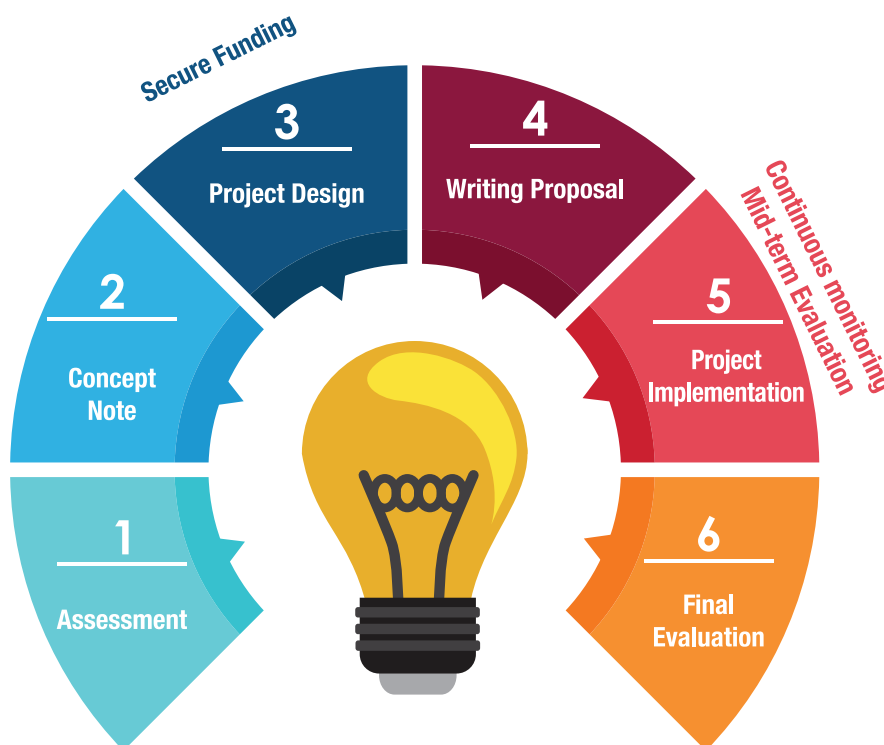 1
Assessment
2
Concept
Note
Secure Funding
3
Project Design
4
Writing Proposal
Continuous monitoring
Mid-term Evaluation
5
Project
Implementation
6
Final
Evaluation